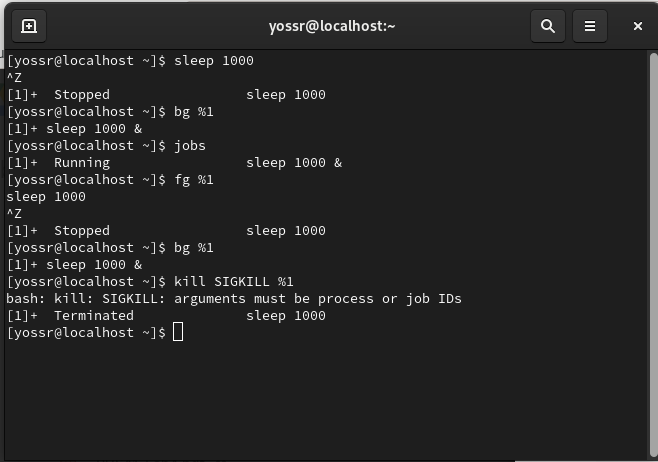 yossr@localhost:~
[yossr@localhost ~]$ sleep 1000
^Z
[1]+  Stopped                 sleep 1000
[yossr@localhost ~]$ bg %1
[1]+ sleep 1000 &
[yossr@localhost ~]$ jobs
[1]+  Running                 sleep 1000 &
[yossr@localhost ~]$ fg %1
sleep 1000
^Z
[1]+  Stopped                 sleep 1000
[yossr@localhost ~]$ bg %1
[1]+ sleep 1000 &
[yossr@localhost ~]$ kill SIGKILL %1
bash: kill: SIGKILL: arguments must be process or job IDs
[1]+  Terminated              sleep 1000
[yossr@localhost ~]$